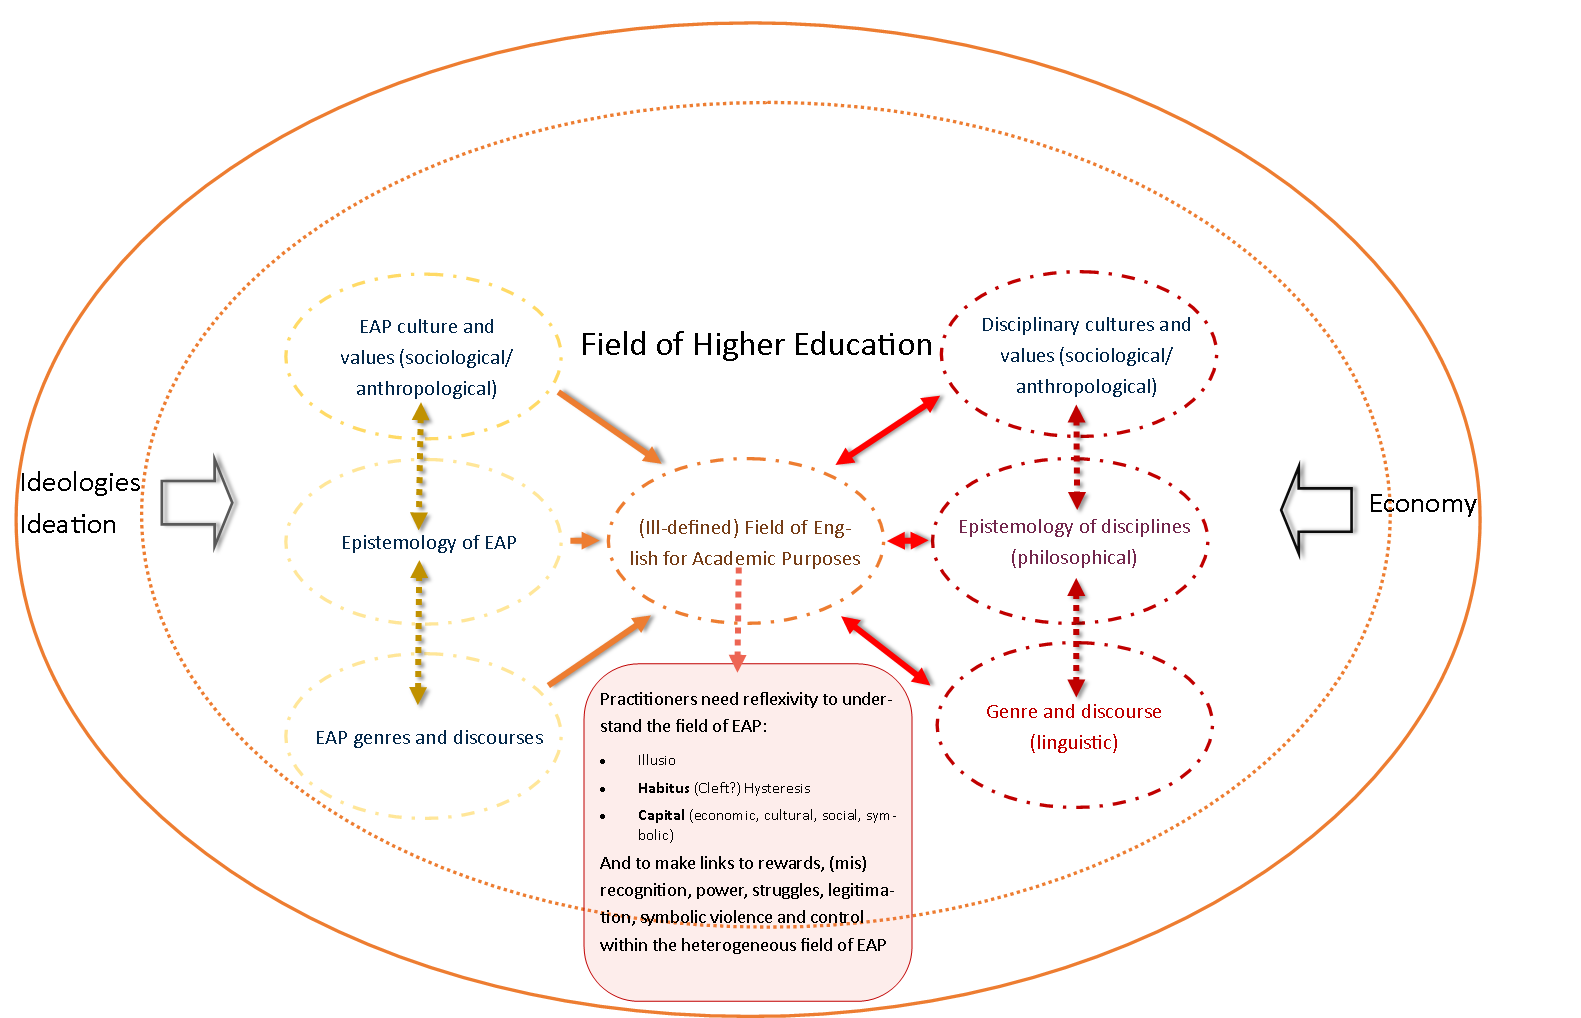 EAP culture and
values (sociological/
anthropological)
Field of Higher Education
Disciplinary cultures and
values (sociological/
anthropological)
Ideologies
Ideation
Economy
Epistemology of EAP
(Ill-defined) Field of Eng-
lish for Academic Purposes
Epistemology of disciplines
(philosophical)
EAP genres and discourses
Genre and discourse
(linguistic)
Practitioners need reflexivity to under-
stand the field of EAP:
• Illusio
• Habitus (Cleft?) Hysteresis
• Capital (economic, cultural, social, sym-
bolic)
And to make links to rewards, (mis)
recognition, power, struggles, legitima-
tion, symbolic violence and control
within the heterogeneous field of EAP